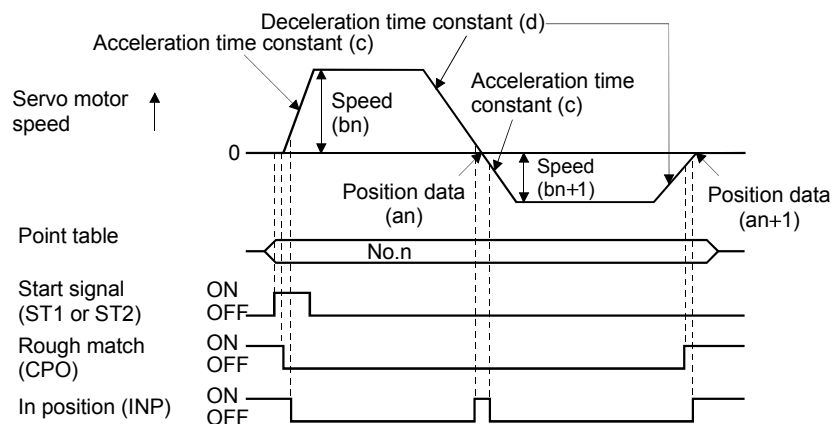 Deceleration time constant (d)
Acceleration time constant (c)
Acceleration time
constant (c)
Servo motor
speed
Speed
(bn)
0
Speed
(bn+1)
Position data
(an)
Position data
(an+1)
Point table
No.n
Start signal
(ST1 or ST2)
ON
OFF
Rough match
(CPO)
ON
OFF
In position (INP)
ON
OFF